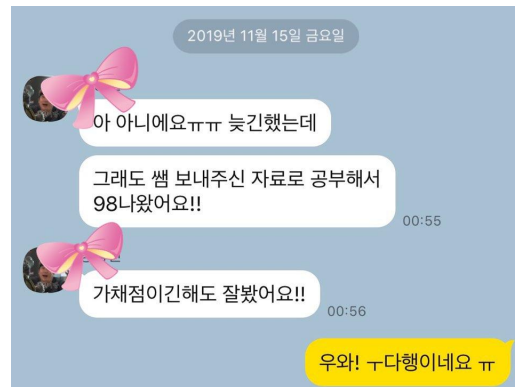 2019년 11월 15일 금요일
아 아니에요ㅠㅠ 늦긴했는데
그래도 쌤 보내주신 자료로 공부해서
98나왔어요!!
00:55
가채점이긴해도 잘봤어요!!
00:56
우와! ㅜ다행이네요 ㅠ